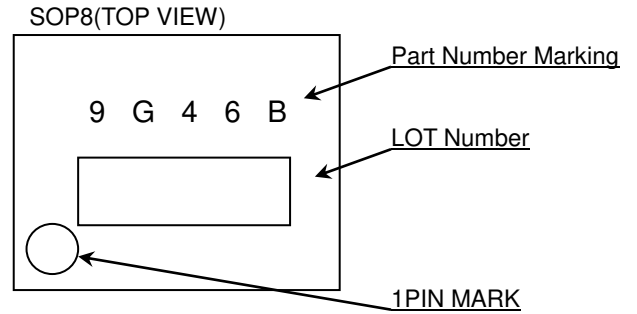 SOP8(TOP VIEW)
Part Number Marking
9 G 4 6 B
LOT Number
1PIN MARK